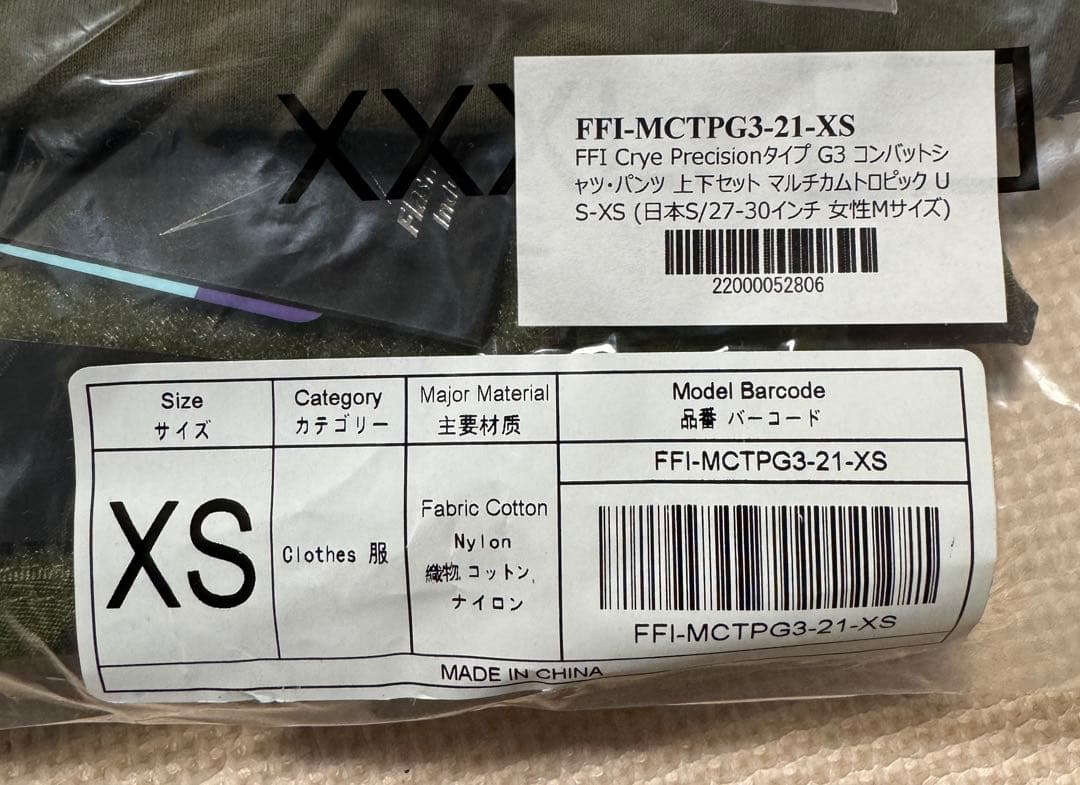 XXX
FFI-MCTPG3-21-XS
FFI Crye Precisionタイプ G3 コンバットシ
ャツ・パンツ 上下セット マルチカムトロピック U
S-XS (日本S/27-30インチ 女性Mサイズ)
22000052806
Size
サイズ
Category
カテゴリー
Major Material
主要材质
Model Barcode
品番 バーコード
FFI-MCTPG3-21-XS
XS
Clothes 服
Fabric Cotton
Nylon
織物,コットン,
ナイロン
FFI-MCTPG3-21-XS
MADE IN CHINA